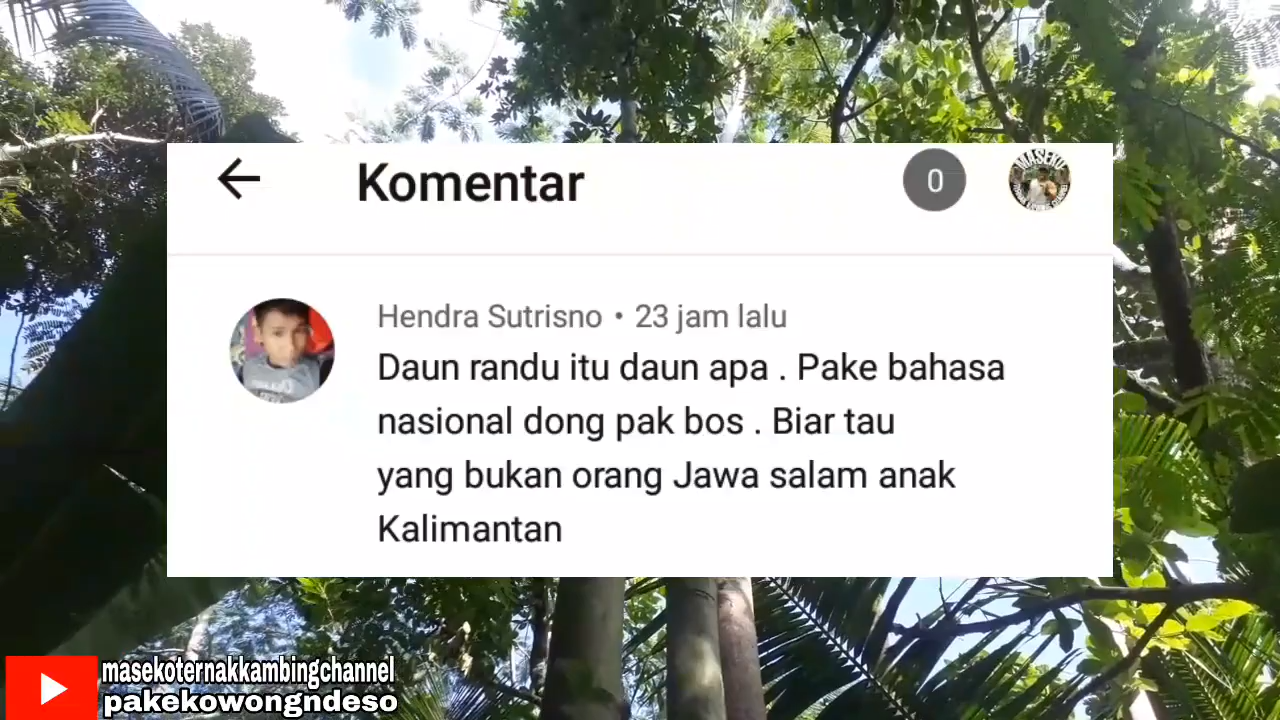 Komentar
0
MASEKO
Hendra Sutrisno • 23 jam lalu
Daun randu itu daun apa . Pake bahasa
nasional dong pak bos . Biar tau
yang bukan orang Jawa salam anak
Kalimantan
masekoternakkambingchannel
pakekowongndeso